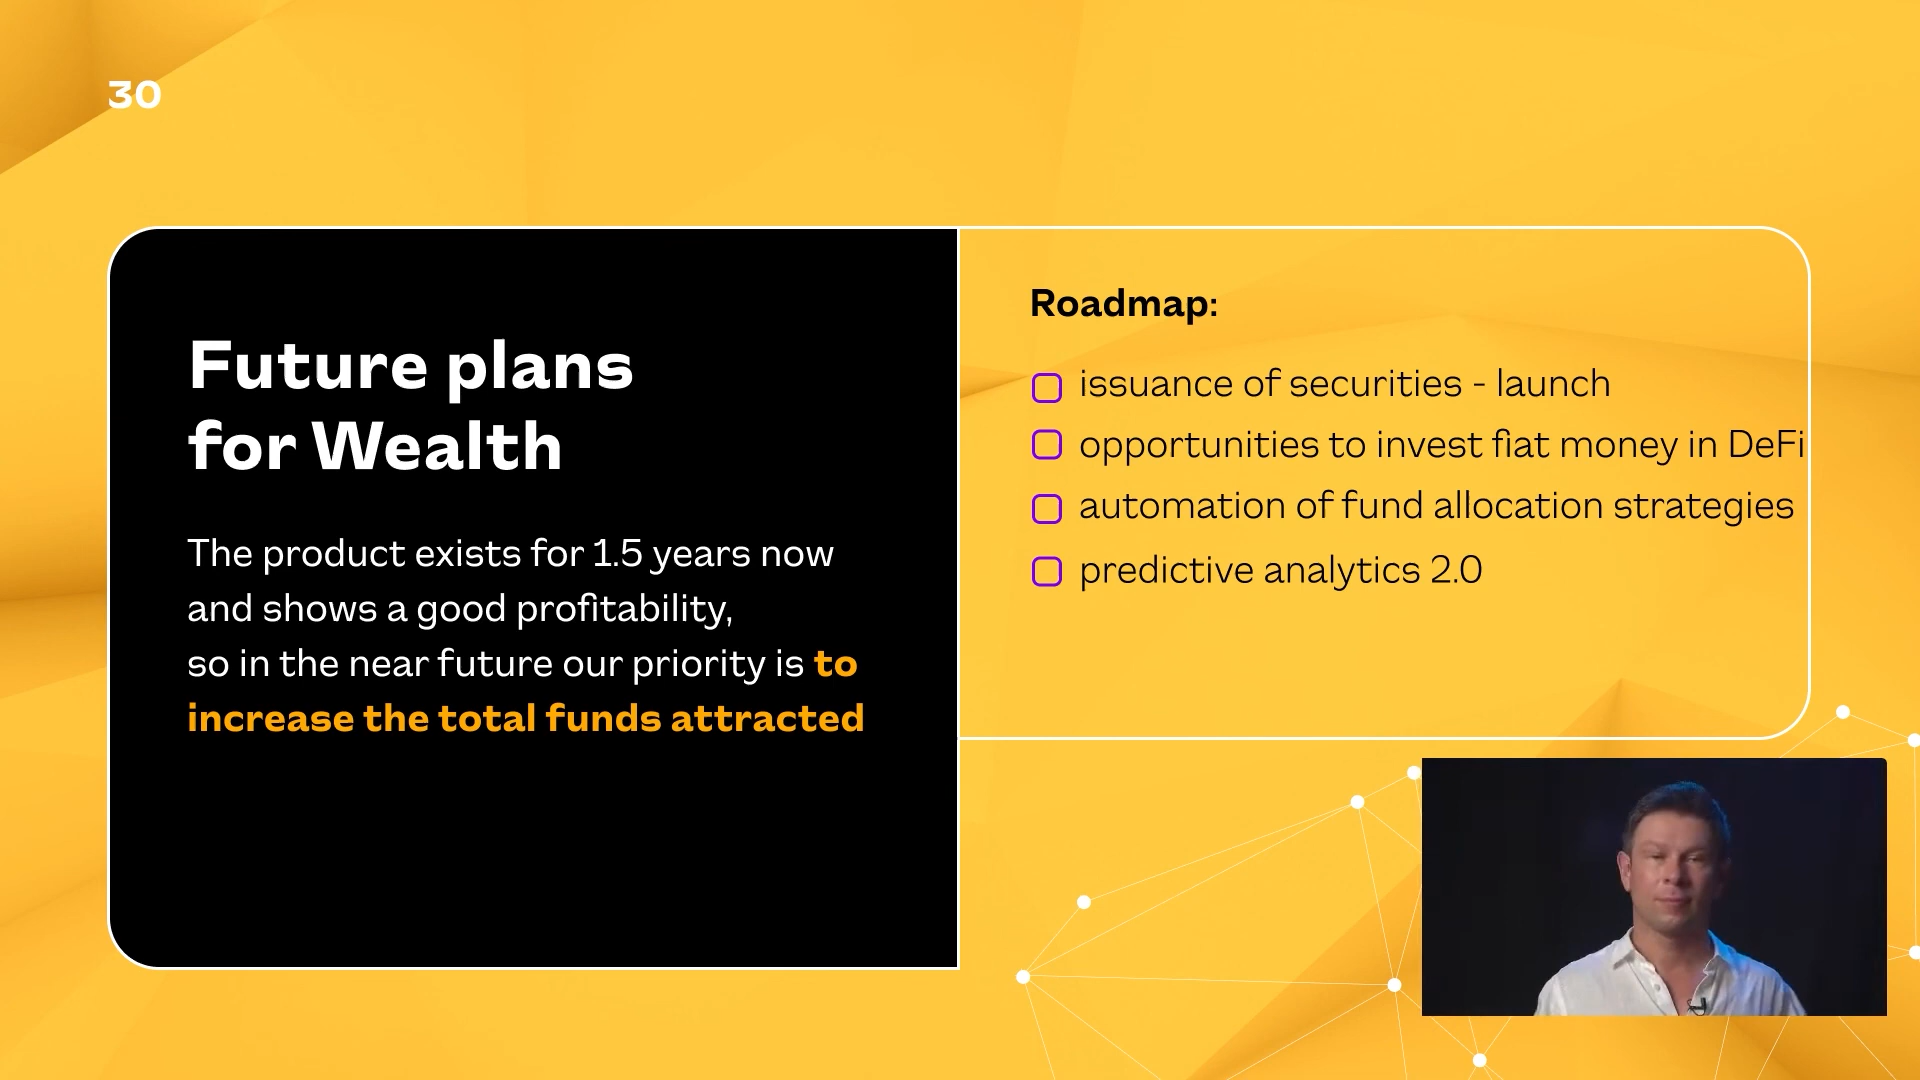 30
Future plans
for Wealth
The product exists for 1.5 years now
and shows a good profitability,
so in the near future our priority is to
increase the total funds attracted
Roadmap:
issuance of securities - launch
opportunities to invest fiat money in DeFi
automation of fund allocation strategies
predictive analytics 2.0